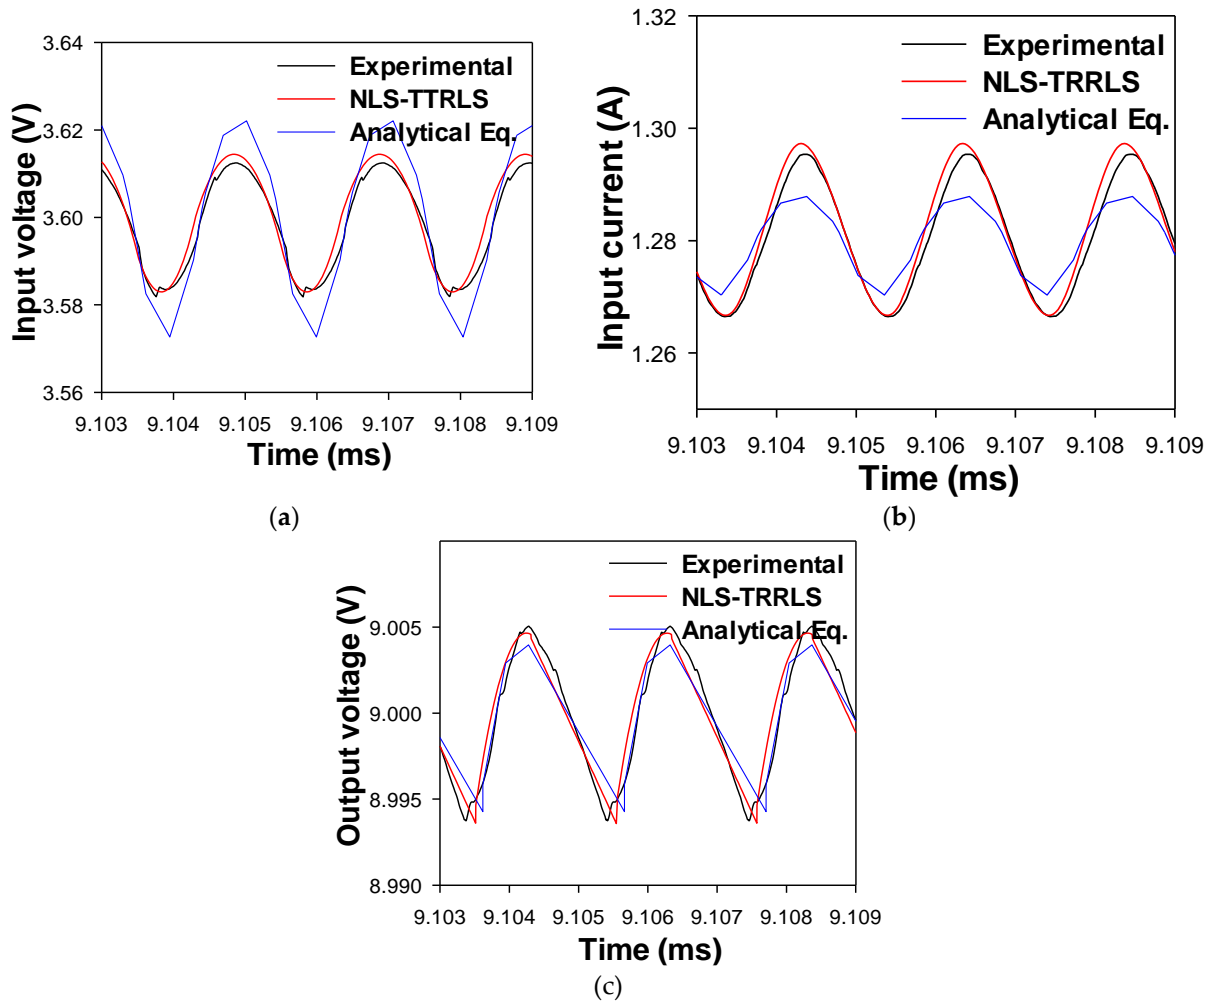 3.64
3.62
3.60
3.58
3.56
Input voltage (V)
Experimental
NLS-TTRLS
Analytical Eq.
9.103 9.104 9.105 9.106 9.107 9.108 9.109
Time (ms)
(a)
1.32
1.30
1.28
1.26
Input current (A)
Experimental
NLS-TRRLS
Analytical Eq.
9.103 9.104 9.105 9.106 9.107 9.108 9.109
Time (ms)
(b)
9.005
9.000
8.995
8.990
Output voltage (V)
Experimental
NLS-TRRLS
Analytical Eq.
9.103 9.104 9.105 9.106 9.107 9.108 9.109
Time (ms)
(c)